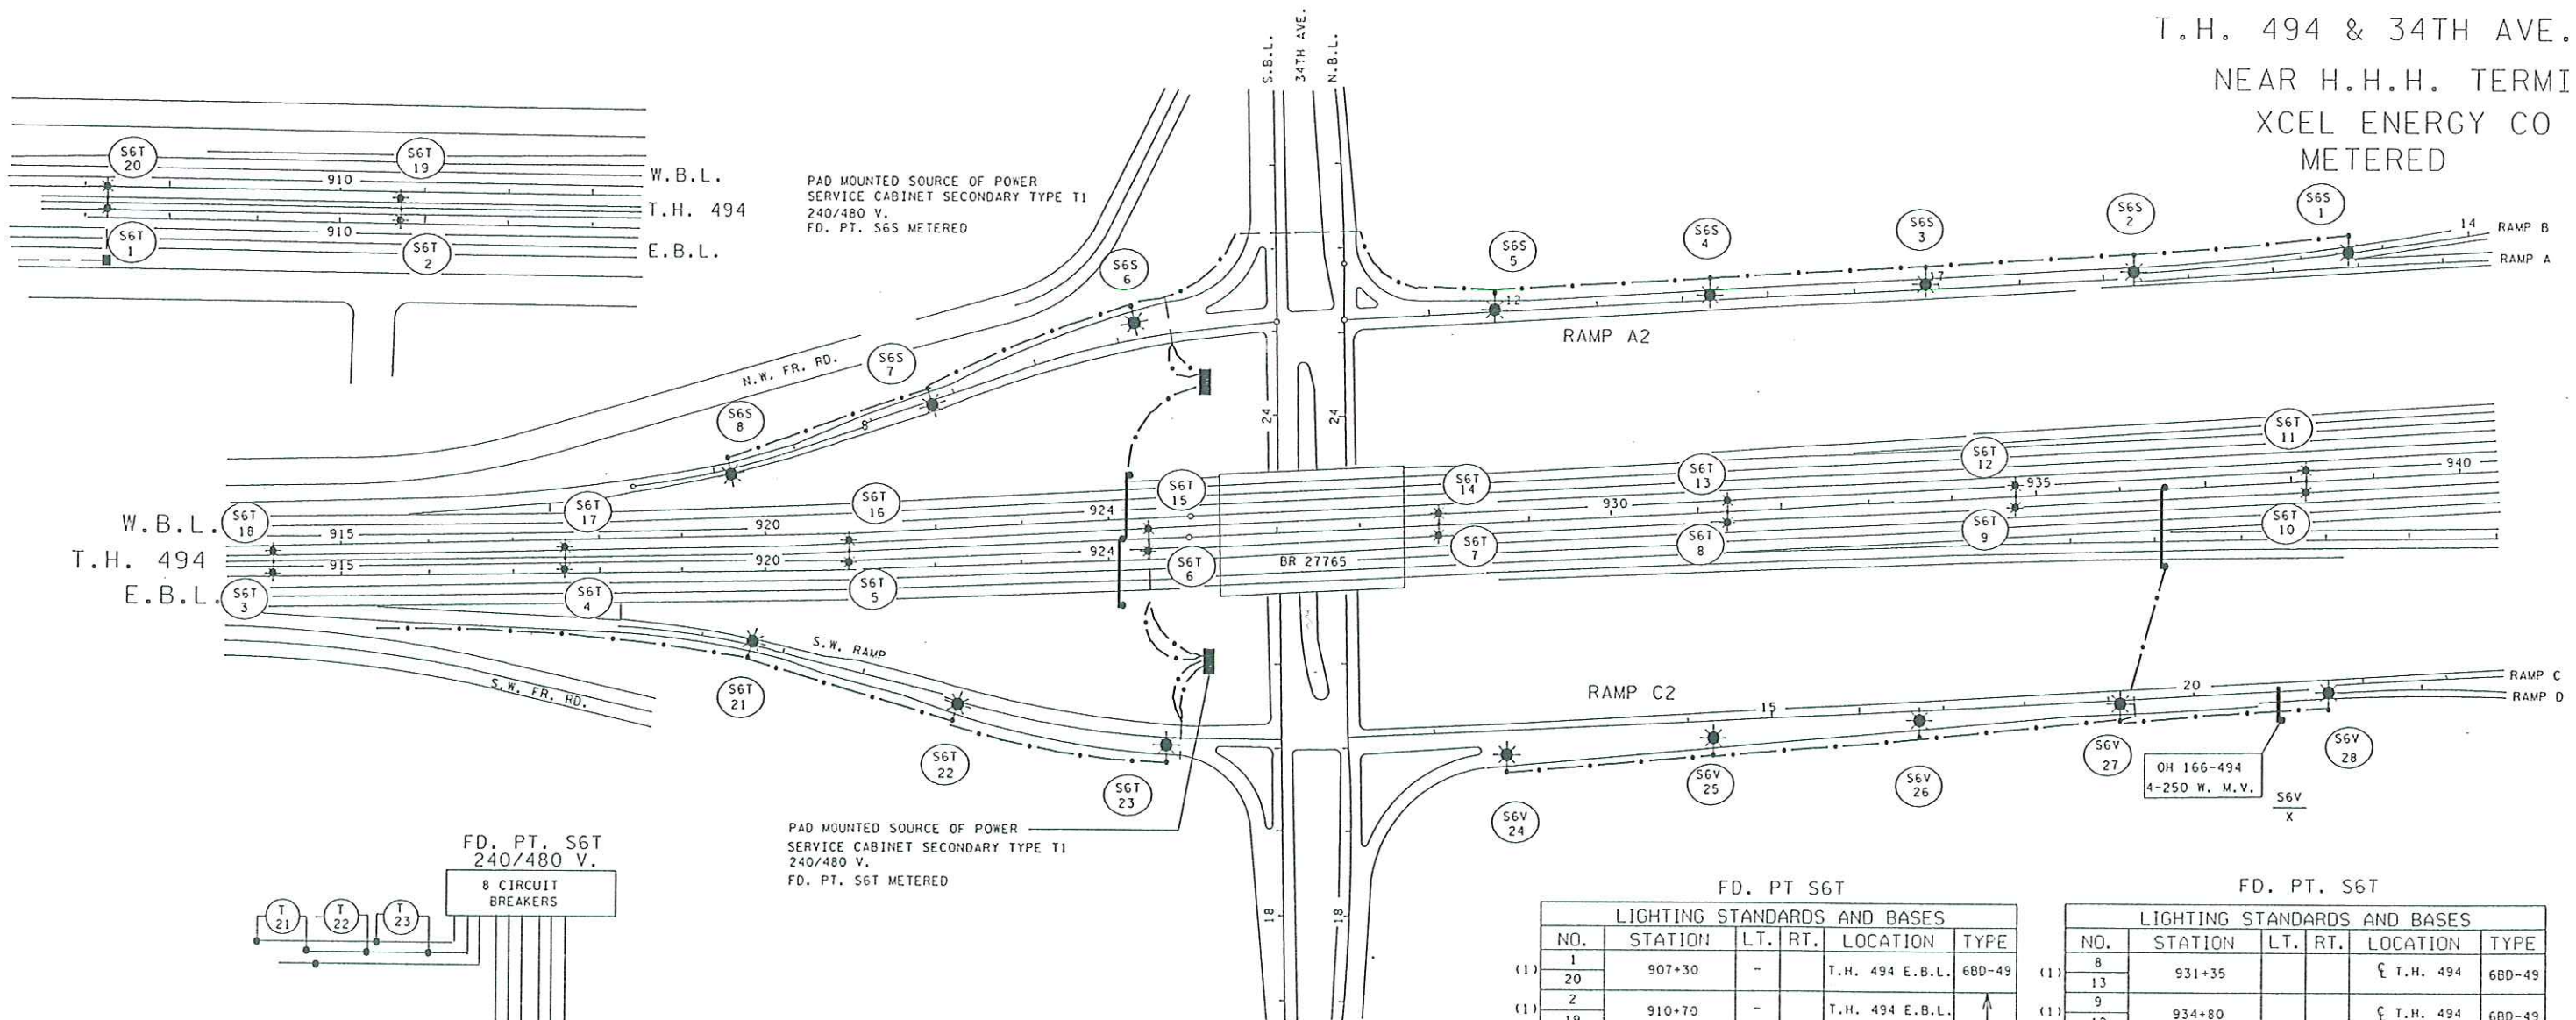 T.H. 494 & 34TH AVE.
NEAR H.H.H. TERMI
XCEL ENERGY CO
METERED
S.B.L.
34TH AVE.
N.B.L.
S6T 20
S6T 19
910
W.B.L.
T.H. 494
910
E.B.L.
S6T 1
S6T 2
PAD MOUNTED SOURCE OF POWER
SERVICE CABINET SECONDARY TYPE T1
240/480 V.
FD. PT. S6S METERED
S6S 1
S6S 2
S6S 3
S6S 4
S6S 5
S6S 6
S6S 7
S6S 8
14
RAMP B
RAMP A
17
12
RAMP A2
N.W. FR. RD.
8
24
24
S6T 11
S6T 12
S6T 13
S6T 14
S6T 15
S6T 16
S6T 17
S6T 18
W.B.L.
T.H. 494
E.B.L.
915
920
924
930
935
940
915
920
924
BR 27765
S6T 3
S6T 4
S6T 5
S6T 6
S6T 7
S6T 8
S6T 9
S6T 10
S.W. RAMP
S.W. FR. RD.
S6T 21
S6T 22
S6T 23
RAMP C2
15
20
RAMP C
RAMP D
S6V 24
S6V 25
S6V 26
S6V 27
S6V 28
OH 166-494
4-250 W. M.V.
S6V
X
18
18
PAD MOUNTED SOURCE OF POWER
SERVICE CABINET SECONDARY TYPE T1
240/480 V.
FD. PT. S6T METERED
FD. PT. S6T
240/480 V.
8 CIRCUIT
BREAKERS
T 21
T 22
T 23
FD. PT S6T
LIGHTING STANDARDS AND BASES
NO. STATION LT. RT. LOCATION TYPE
(1) 1 20 907+30 - T.H. 494 E.B.L. 6BD-49
(1) 2 19 910+70 - T.H. 494 E.B.L.
FD. PT. S6T
LIGHTING STANDARDS AND BASES
NO. STATION LT. RT. LOCATION TYPE
(1) 8 13 931+35 ℄ T.H. 494 6BD-49
(1) 9 12 934+80 ℄ T.H. 494 6BD-49